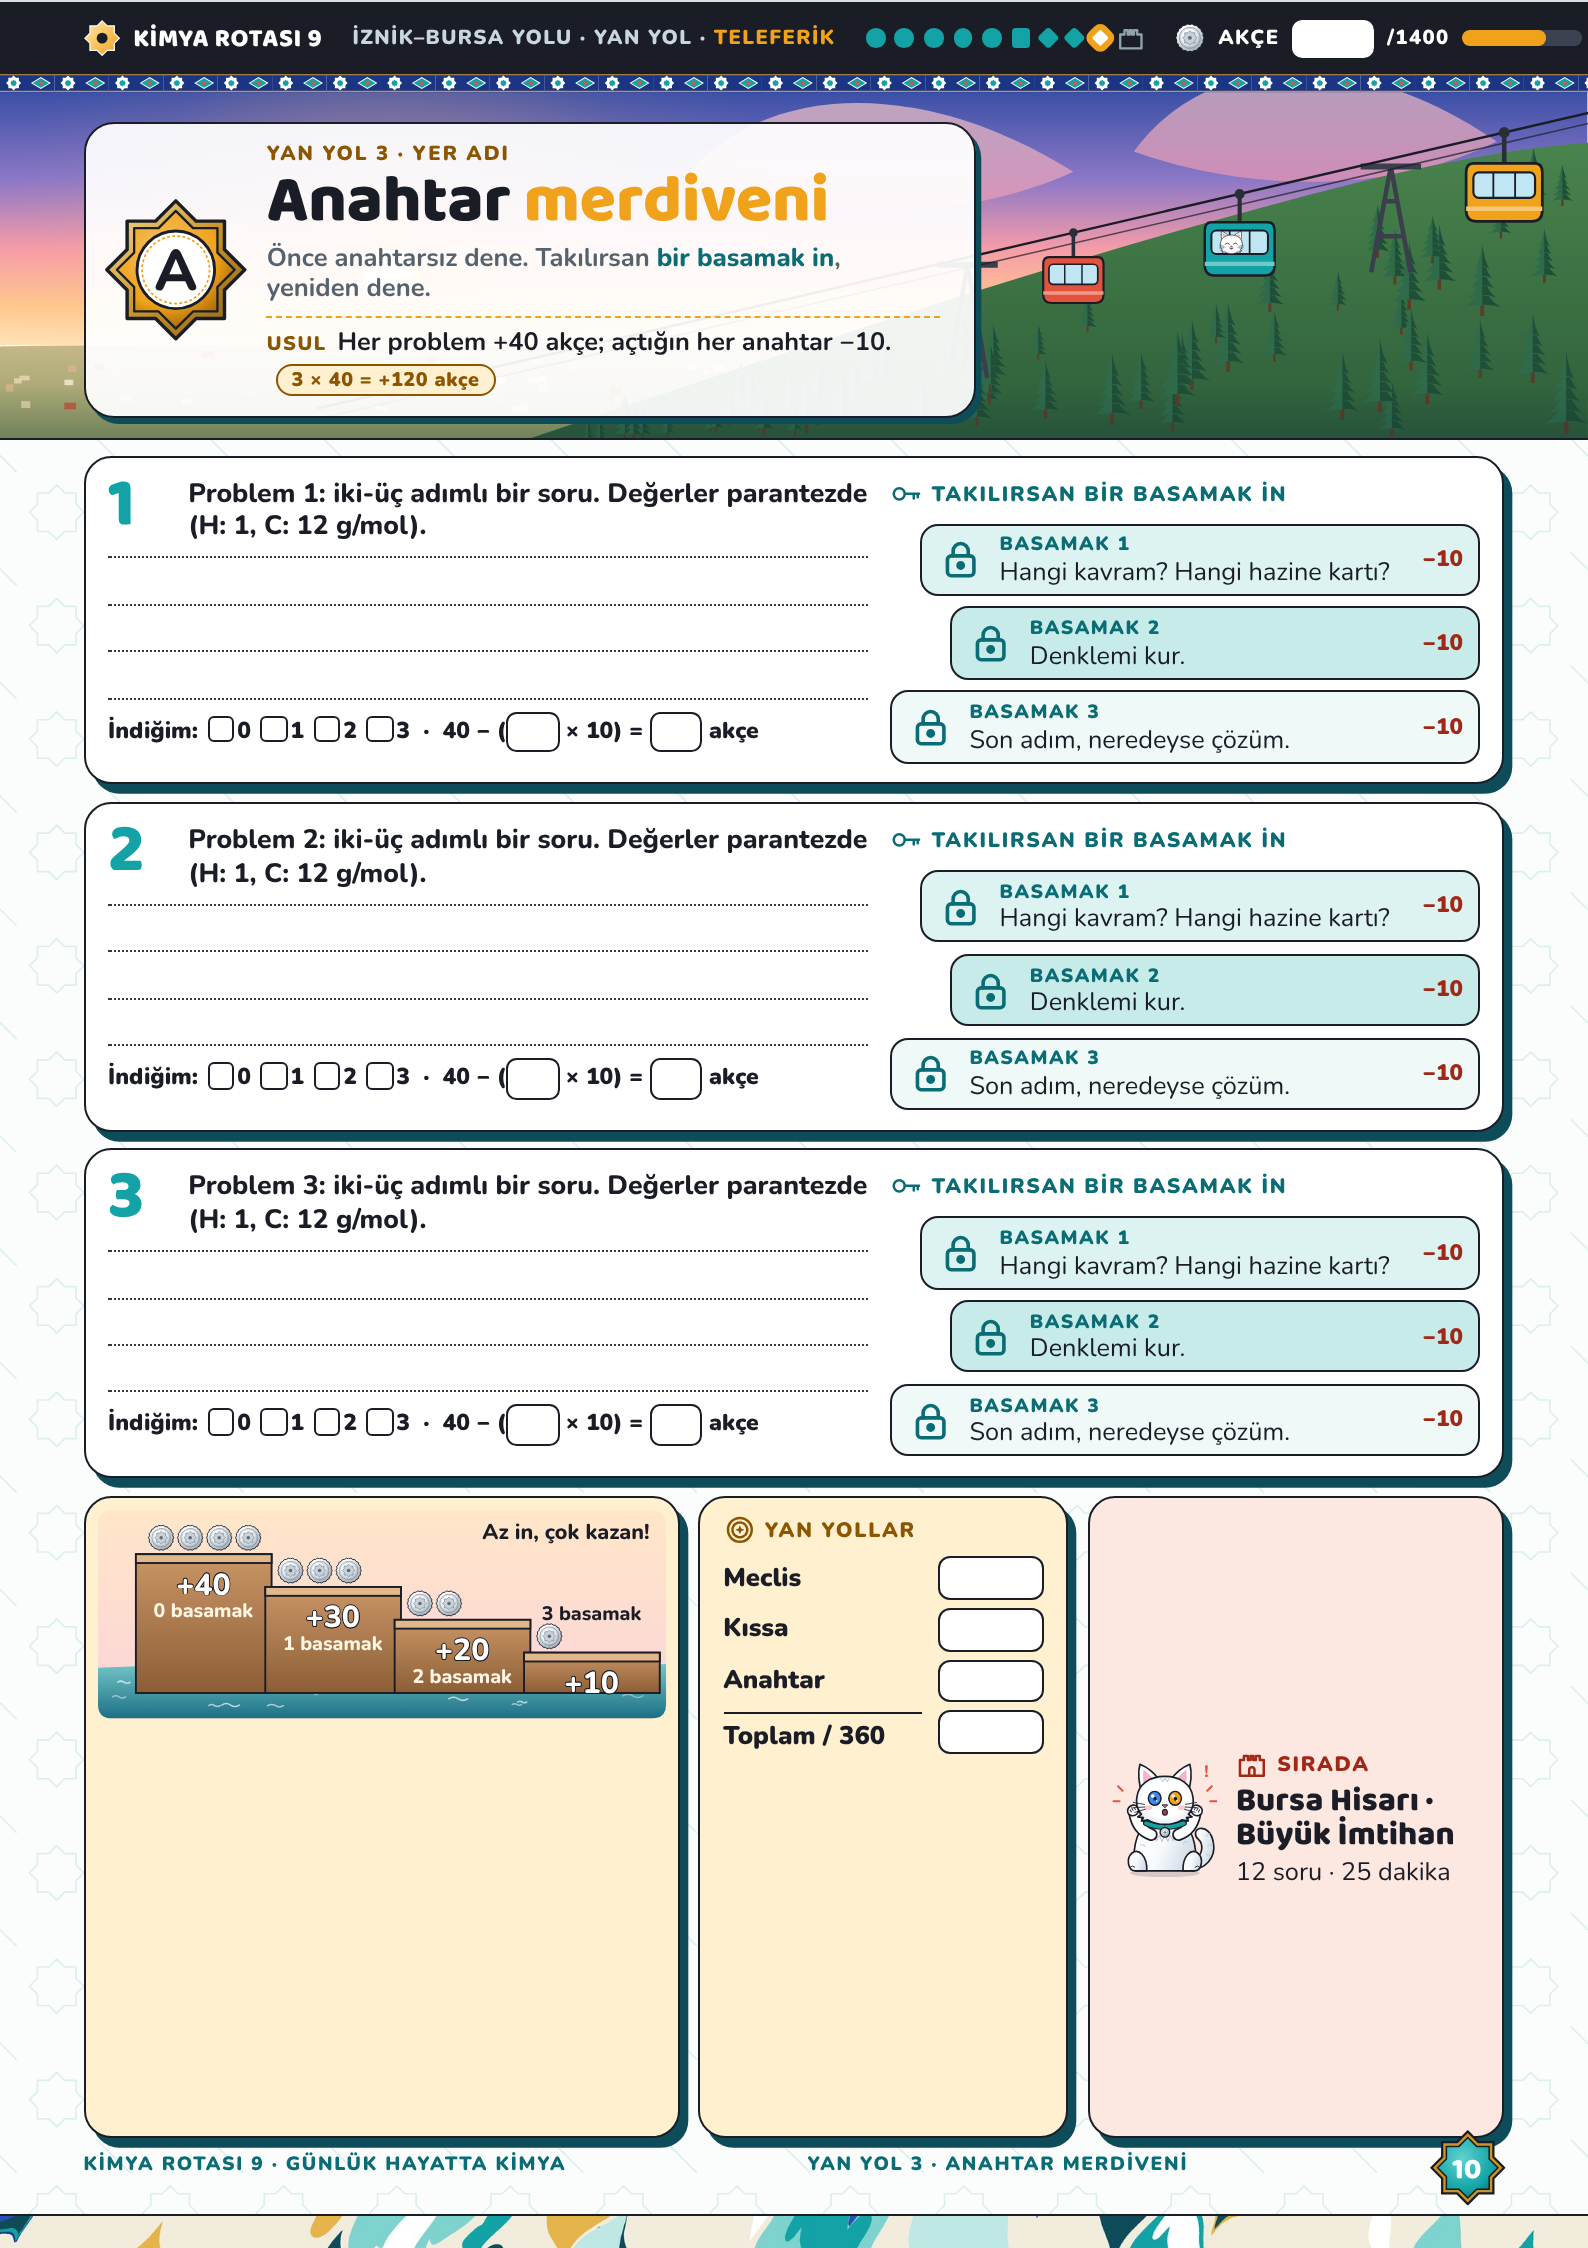 KİMYA ROTASI 9 İZNİK–BURSA YOLU · YAN YOL · TELEFERİK AKÇE /1400
YAN YOL 3 · YER ADI
Anahtar merdiveni
A
Önce anahtarsız dene. Takılırsan bir basamak in,
yeniden dene.
USUL Her problem +40 akçe; açtığın her anahtar −10.
3 × 40 = +120 akçe
1
Problem 1: iki-üç adımlı bir soru. Değerler parantezde
(H: 1, C: 12 g/mol).
İndiğim: 0 1 2 3 · 40 − ( × 10) = akçe
TAKILIRSAN BİR BASAMAK İN
BASAMAK 1
Hangi kavram? Hangi hazine kartı? −10
BASAMAK 2
Denklemi kur. −10
BASAMAK 3
Son adım, neredeyse çözüm. −10
2
Problem 2: iki-üç adımlı bir soru. Değerler parantezde
(H: 1, C: 12 g/mol).
İndiğim: 0 1 2 3 · 40 − ( × 10) = akçe
TAKILIRSAN BİR BASAMAK İN
BASAMAK 1
Hangi kavram? Hangi hazine kartı? −10
BASAMAK 2
Denklemi kur. −10
BASAMAK 3
Son adım, neredeyse çözüm. −10
3
Problem 3: iki-üç adımlı bir soru. Değerler parantezde
(H: 1, C: 12 g/mol).
İndiğim: 0 1 2 3 · 40 − ( × 10) = akçe
TAKILIRSAN BİR BASAMAK İN
BASAMAK 1
Hangi kavram? Hangi hazine kartı? −10
BASAMAK 2
Denklemi kur. −10
BASAMAK 3
Son adım, neredeyse çözüm. −10
Az in, çok kazan!
+40
0 basamak
+30
1 basamak
+20
2 basamak
3 basamak
+10
YAN YOLLAR
Meclis
Kıssa
Anahtar
Toplam / 360
!
SIRADA
Bursa Hisarı ·
Büyük İmtihan
12 soru · 25 dakika
KİMYA ROTASI 9 · GÜNLÜK HAYATTA KİMYA YAN YOL 3 · ANAHTAR MERDİVENİ 10